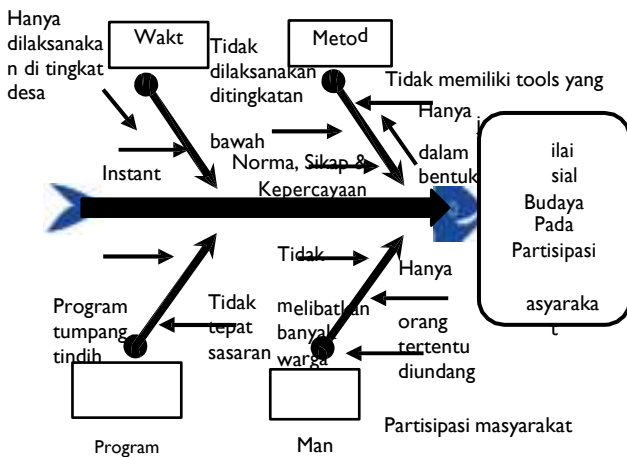 Hanya
dilaksanaka
n di tingkat
desa
Wakt
Tidak
dilaksanakan
ditingkatan
bawah
Metod
Tidak memiliki tools yang
Hanya
dalam
bentuk
Instant
Norma, Sikap &
Kepercayaan
ilai
sial
Budaya
Pada
Partisipasi
asyaraka
t
Program
tumpang
tindih
Tidak
tepat
sasaran
Tidak
melibatkan
banyak
warga
Hanya
orang
tertentu
diundang
Program
Man
Partisipasi masyarakat